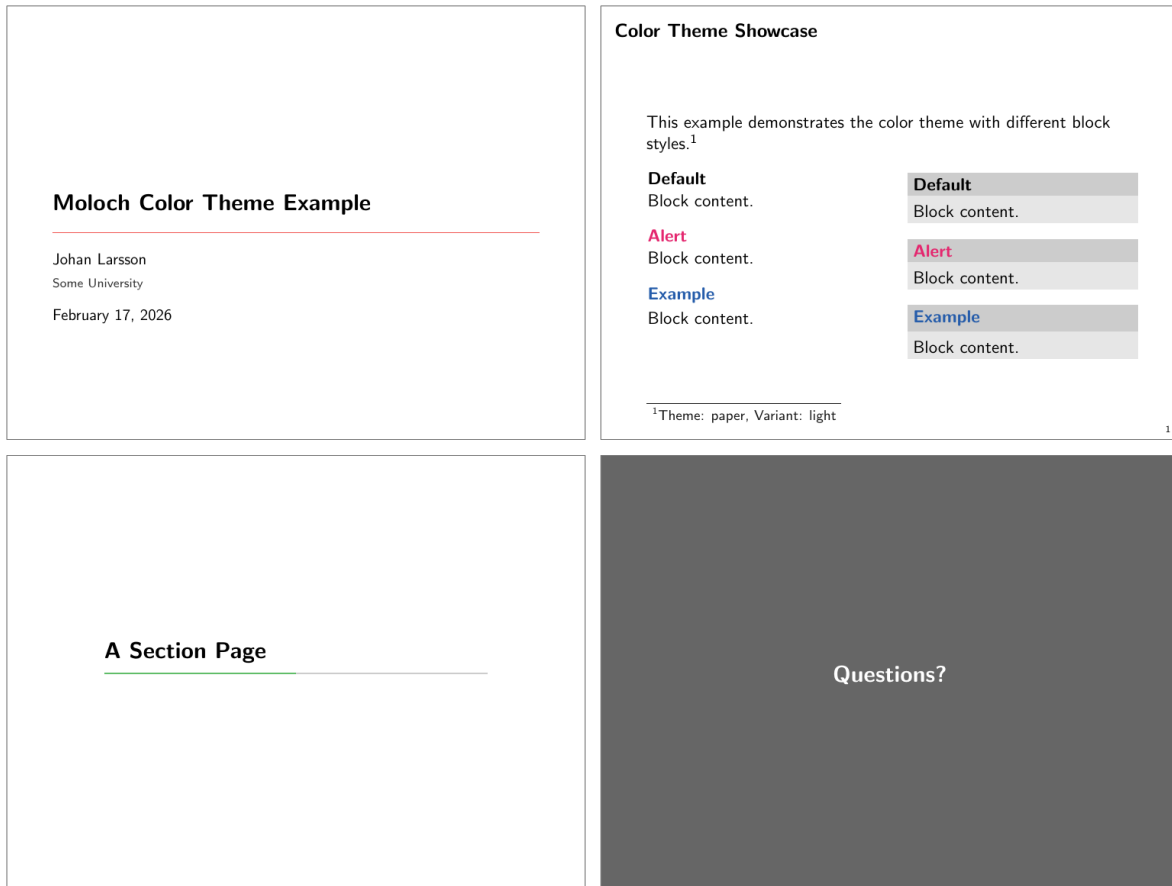 Moloch Color Theme Example
Johan Larsson
Some University
February 17, 2026
Color Theme Showcase
This example demonstrates the color theme with different block
styles.¹
Default
Block content.
Alert
Block content.
Example
Block content.
Default
Block content.
Alert
Block content.
Example
Block content.
¹Theme: paper, Variant: light
1
A Section Page
Questions?